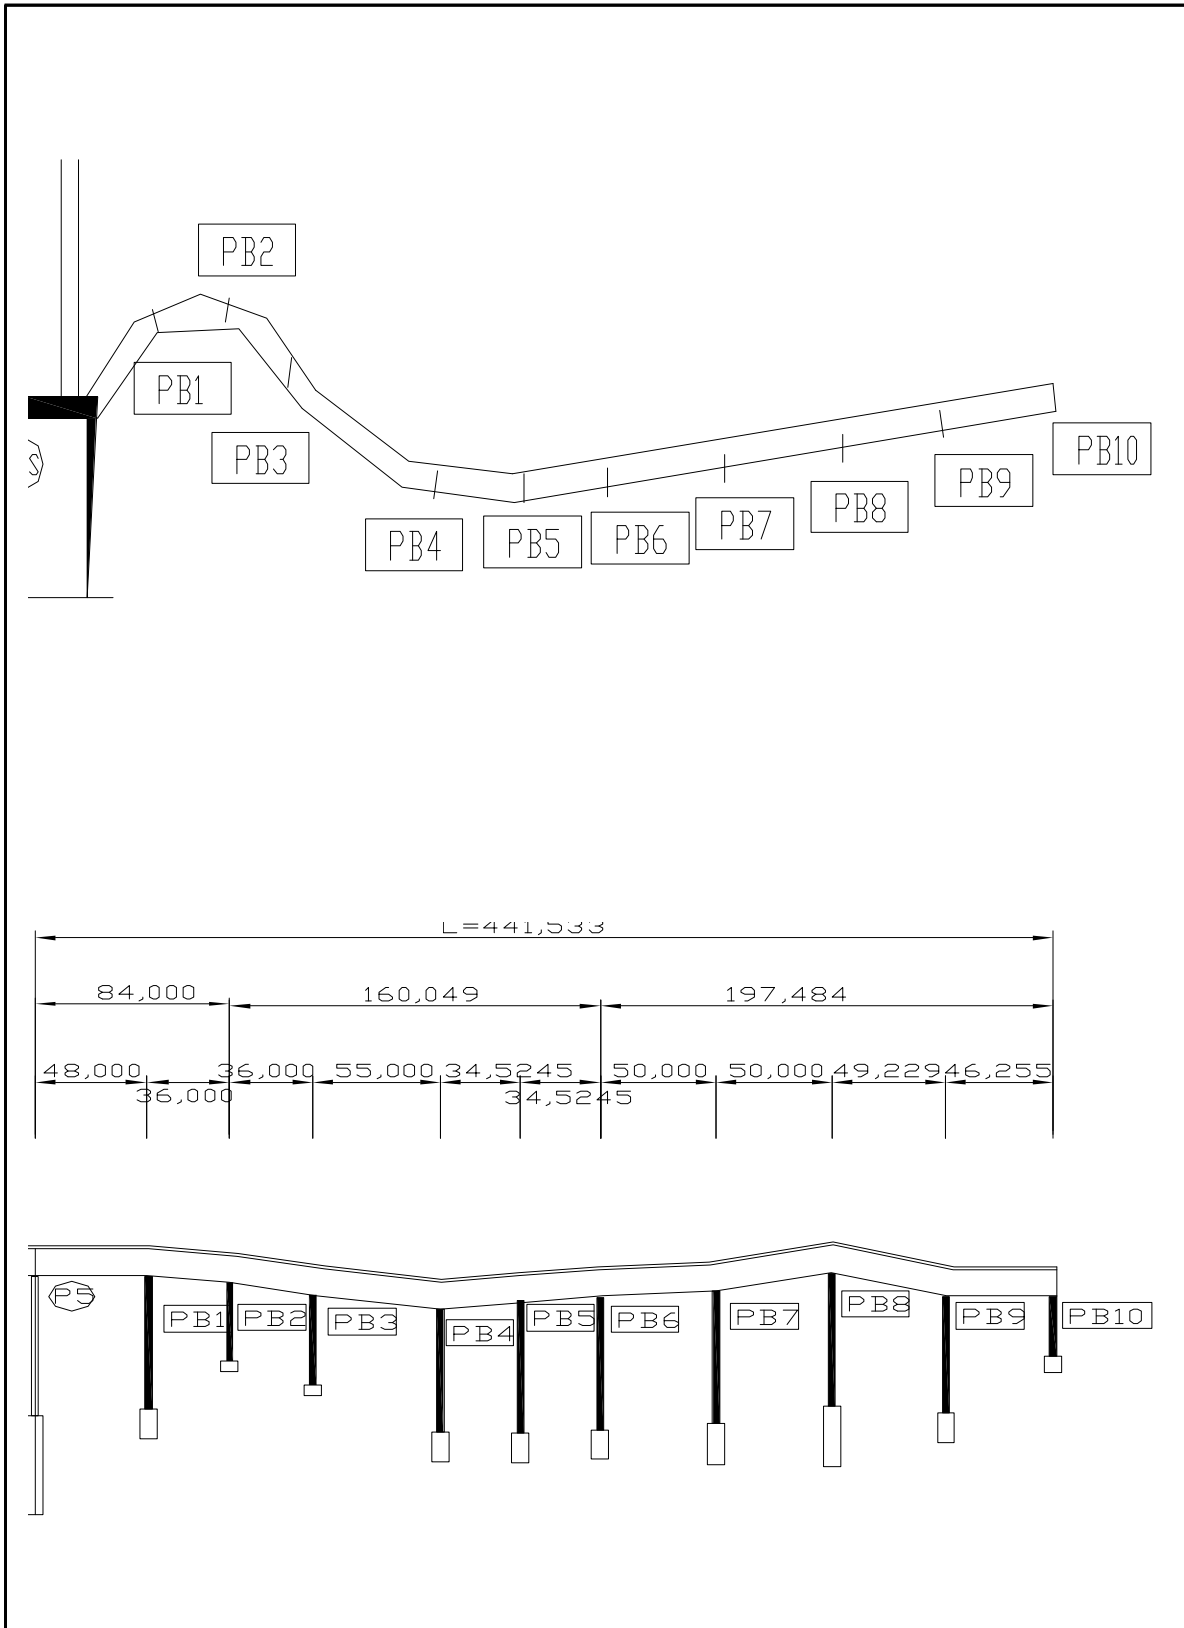 PB2
PB1
PB3
S
PB10
PB9
PB8
PB7
PB6
PB5
PB4
L=441,533
84,000
160,049
197,484
48,000
36,000
36,000
55,000
34,5245
34,5245
50,000
50,000
49,229
46,255
P5
PB1
PB2
PB3
PB4
PB5
PB6
PB7
PB8
PB9
PB10